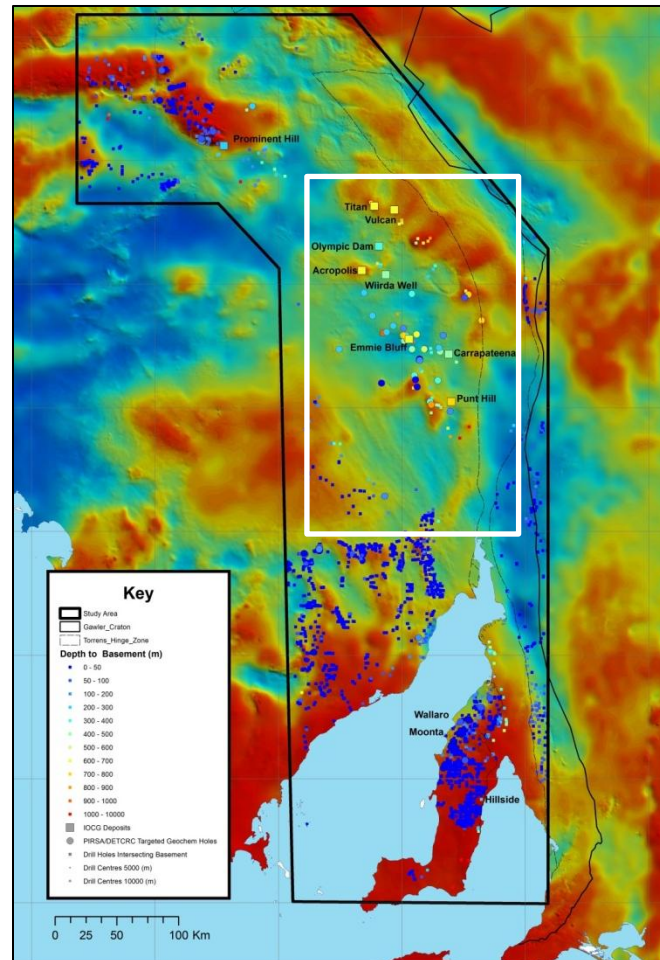 Prominent Hill
Titan
Vulcan
Olympic Dam
Acropolis
Wiirda Well
Emmie Bluff
Carrapateena
Punt Hill
Key
Study Area
Gawler_Craton
Torrens_Hinge_Zone
Depth to Basement (m)
0 - 50
50 - 100
100 - 200
200 - 300
300 - 400
400 - 500
500 - 600
600 - 700
700 - 800
800 - 900
900 - 1000
1000 - 10000
IOCG Deposits
PIRSA/DETCRC Targeted Geochem Holes
Drill Holes Intersecting Basement
Drill Centres 5000 (m)
Drill Centres 10000 (m)
Wallaro
Moonta
Hillside
0 25 50 100 Km